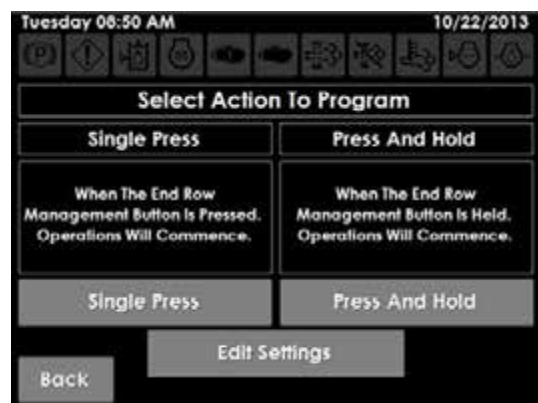 Tuesday 08:50 AM 10/22/2013
Select Action To Program
Single Press Press And Hold
When The End Row When The End Row
Management Button Is Pressed. Management Button Is Held.
Operations Will Commence. Operations Will Commence.
Single Press Press And Hold
Edit Settings
Back